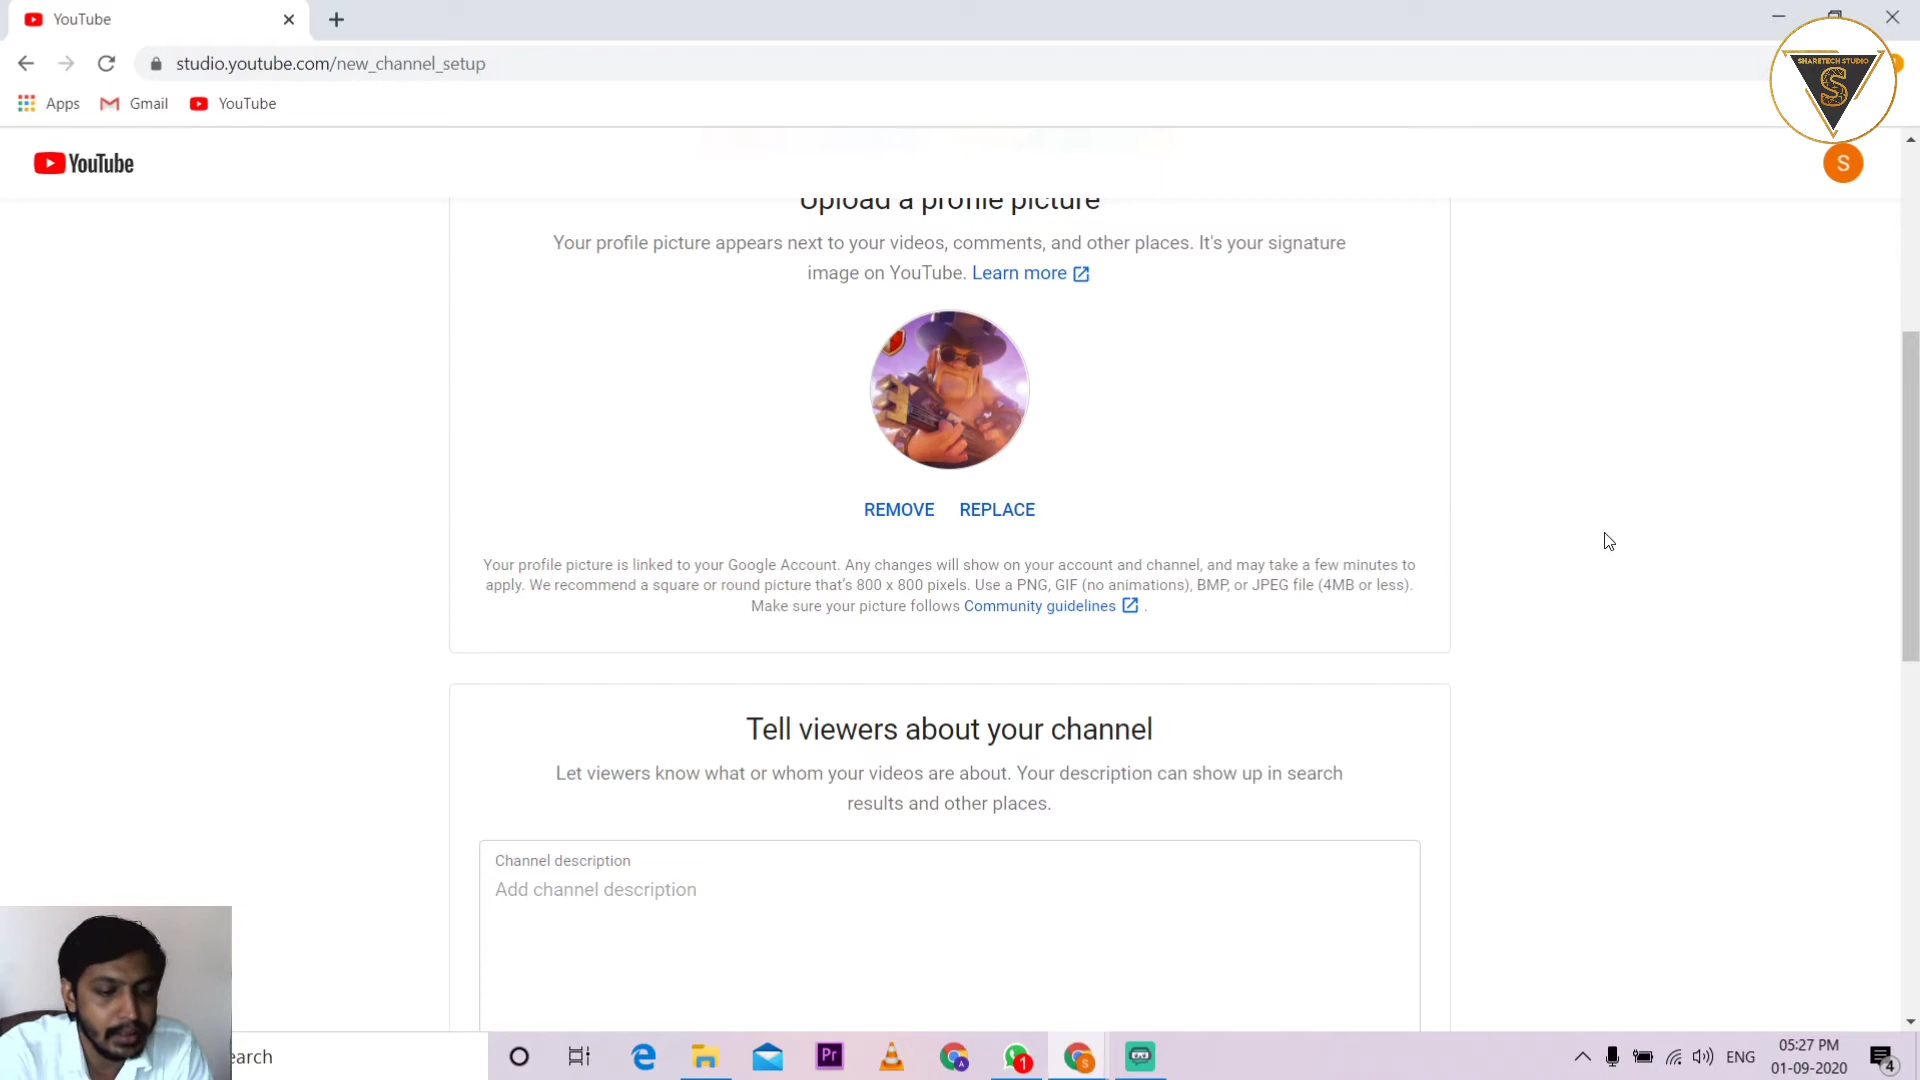 YouTube
studio.youtube.com/new_channel_setup
Apps
Gmail
YouTube
SHARETECH STUDIO
S
YouTube
S
Upload a profile picture
Your profile picture appears next to your videos, comments, and other places. It's your signature
image on YouTube. Learn more
REMOVE
REPLACE
Your profile picture is linked to your Google Account. Any changes will show on your account and channel, and may take a few minutes to
apply. We recommend a square or round picture that's 800 x 800 pixels. Use a PNG, GIF (no animations), BMP, or JPEG file (4MB or less).
Make sure your picture follows Community guidelines .
Tell viewers about your channel
Let viewers know what or whom your videos are about. Your description can show up in search
results and other places.
Channel description
Add channel description
earch
Pr
A
1
S
ENG
05:27 PM
01-09-2020
4